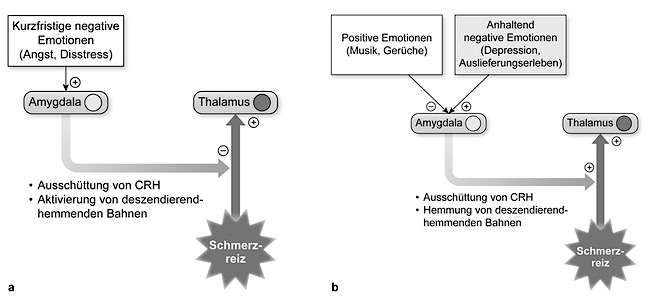 a
Kurzfristige negative
Emotionen
(Angst, Disstress)
+
Amygdala
Thalamus
+
−
• Ausschüttung von CRH
• Aktivierung von deszendierend-
hemmenden Bahnen
Schmerz-
reiz
b
Positive Emotionen
(Musik, Gerüche)
Anhaltend
negative Emotionen
(Depression,
Auslieferungserleben)
−
+
Amygdala
Thalamus
+
+
• Ausschüttung von CRH
• Hemmung von deszendierend-
hemmenden Bahnen
Schmerz-
reiz